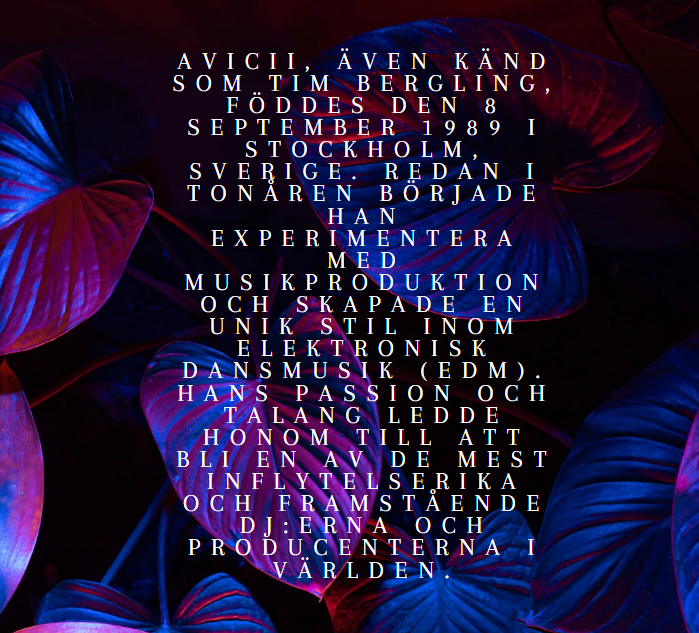 AVICII, ÄVEN KÄND
SOM TIM BERGLING,
FÖDDES DEN 8
SEPTEMBER 1989 I
STOCKHOLM,
SVERIGE. REDAN I
TONÅREN BÖRJADE
HAN
EXPERIMENTERA
MED
MUSIKPRODUKTION
OCH SKAPADE EN
UNIK STIL INOM
ELEKTRONISK
DANSMUSIK (EDM).
HANS PASSION OCH
TALANG LEDDE
HONOM TILL ATT
BLI EN AV DE MEST
INFLYTELSERIKA
OCH FRAMSTÅENDE
DJ:ERNA OCH
PRODUCENTERNA I
VÄRLDEN.